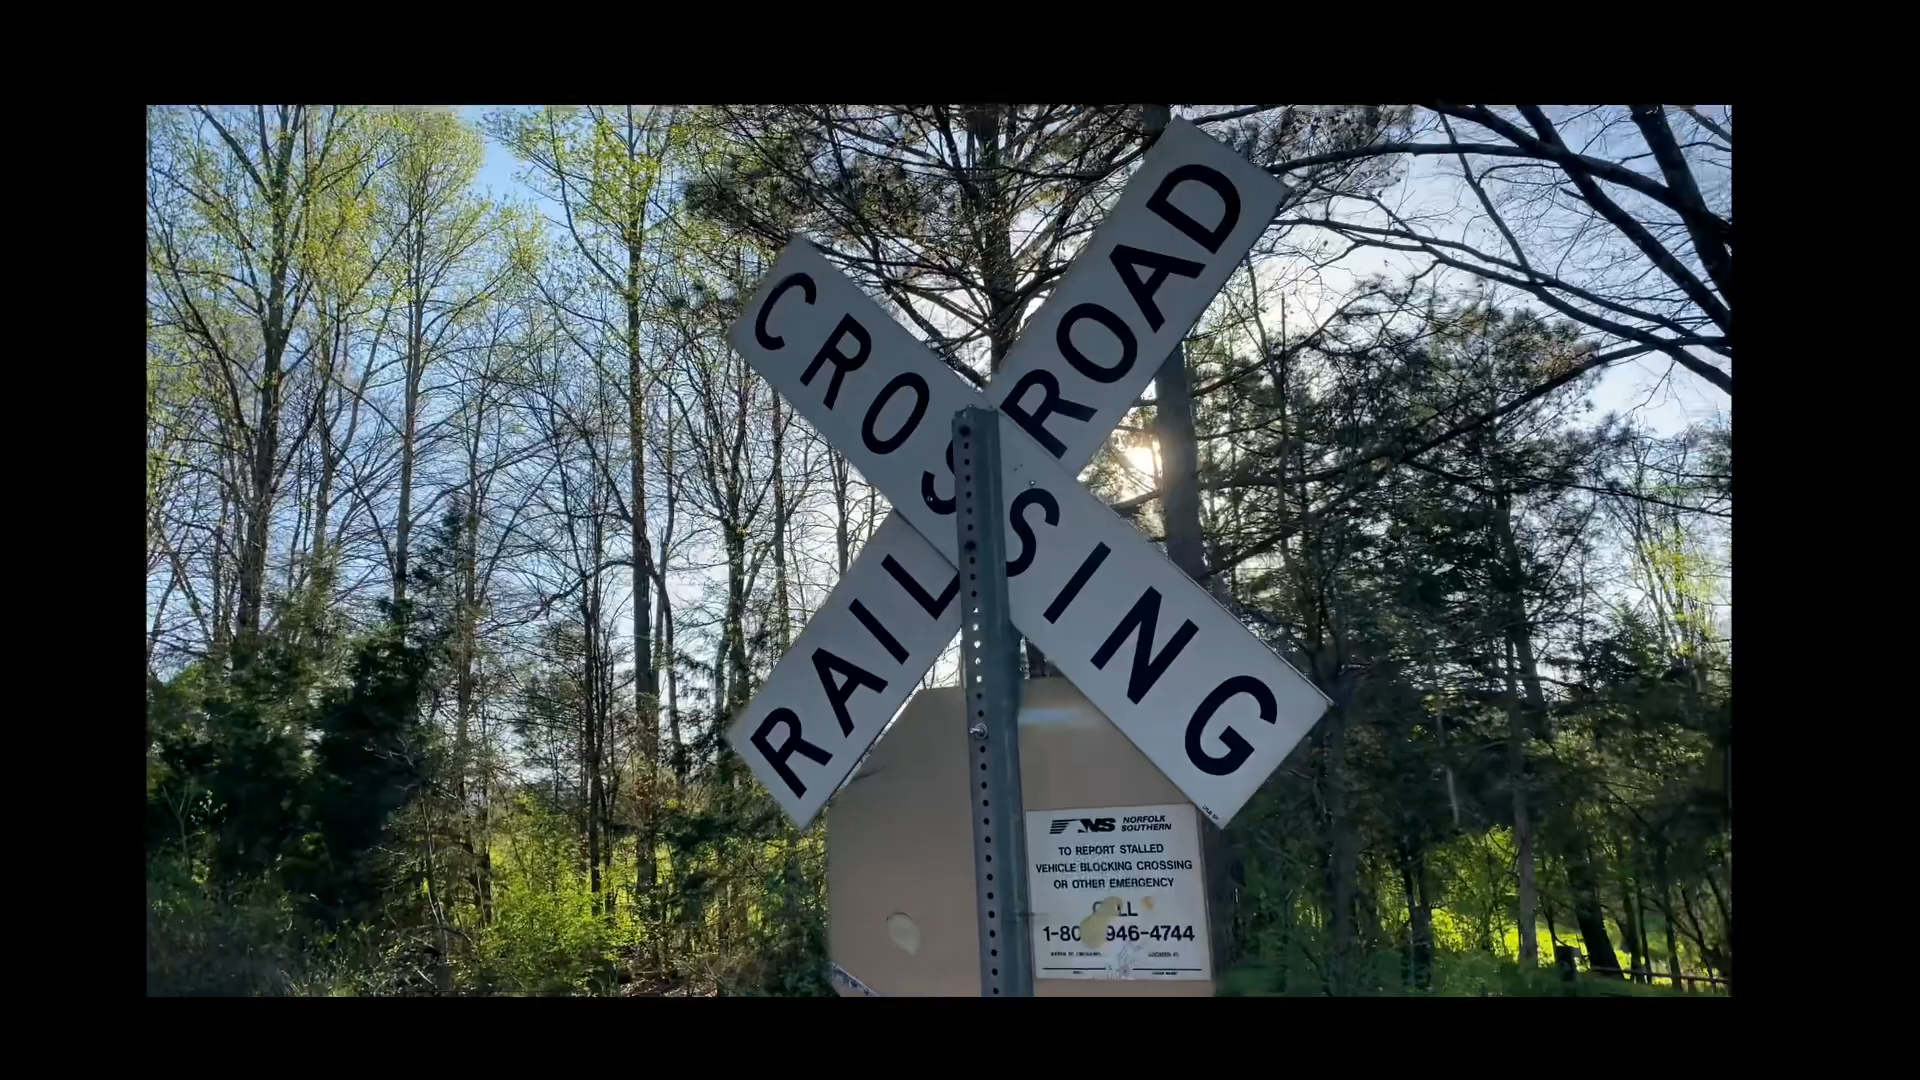 RAILROAD
CROSSING
NS NORFOLK
SOUTHERN
TO REPORT STALLED
VEHICLE BLOCKING CROSSING
OR OTHER EMERGENCY
946-4744